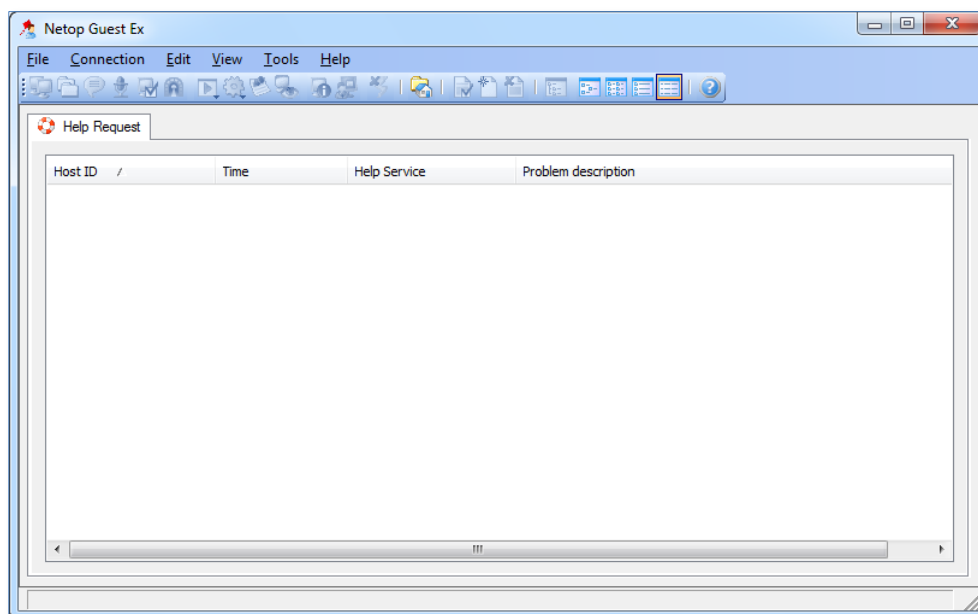 Netop Guest Ex
File Connection Edit View Tools Help
Help Request
Host ID Time Help Service Problem description